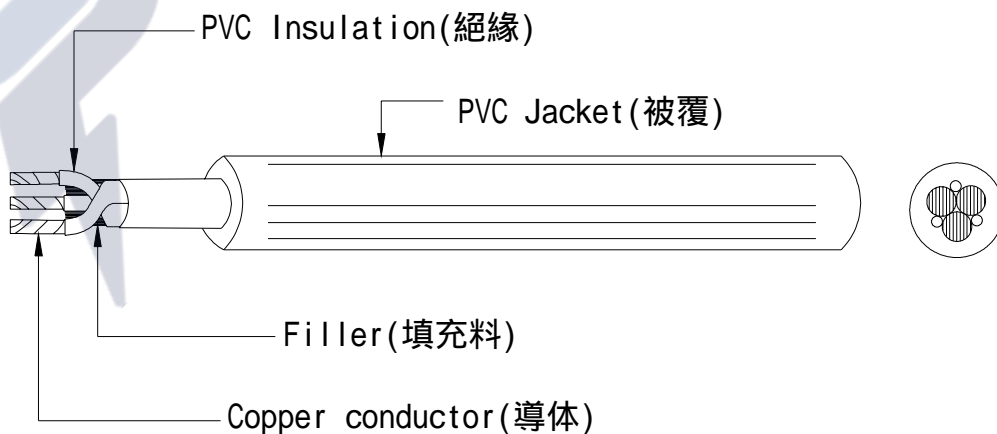 PVC Insulation(絕緣)
PVC Jacket(被覆)
Filler(填充料)
Copper conductor(導体)